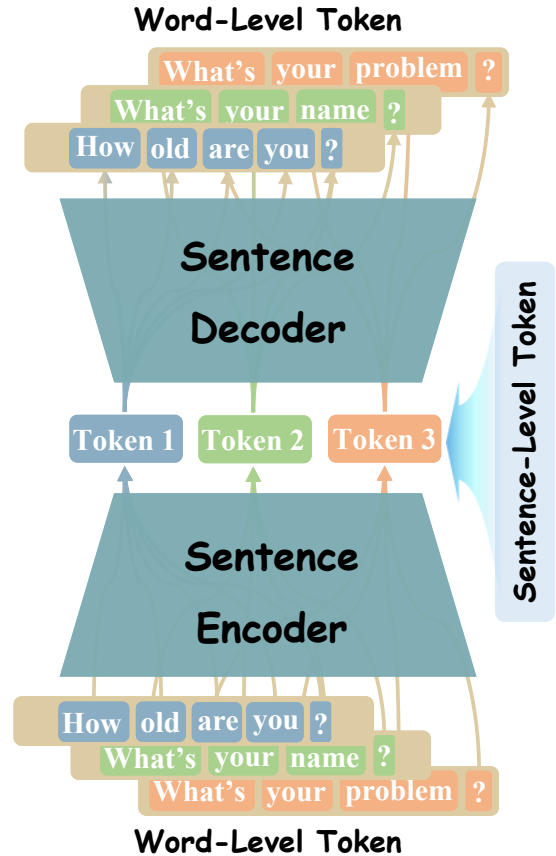 Word-Level Token
What's your problem ?
What's your name ?
How old are you ?
Sentence
Decoder
Token 1 Token 2 Token 3
Sentence-Level Token
Sentence
Encoder
How old are you ?
What's your name ?
What's your problem ?
Word-Level Token